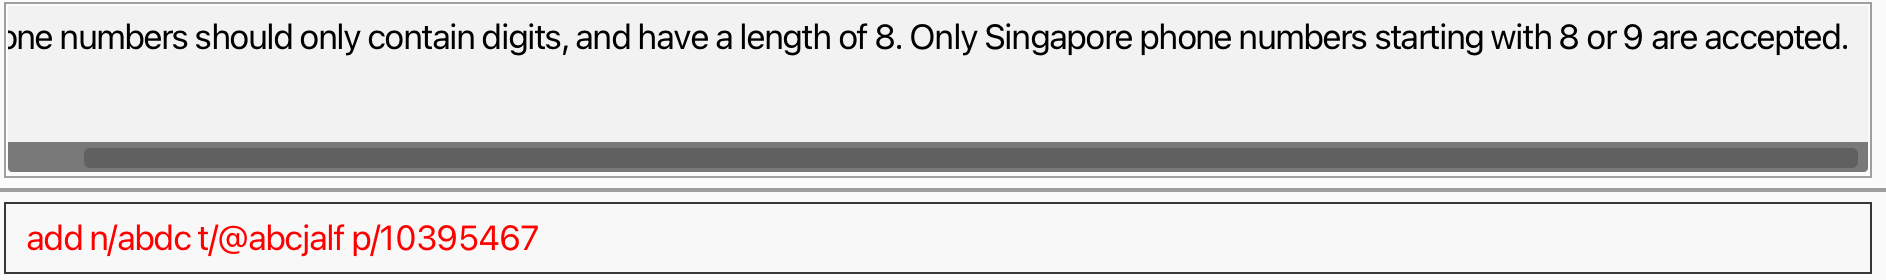 one numbers should only contain digits, and have a length of 8. Only Singapore phone numbers starting with 8 or 9 are accepted.
add n/abdc t/@abcjalf p/10395467